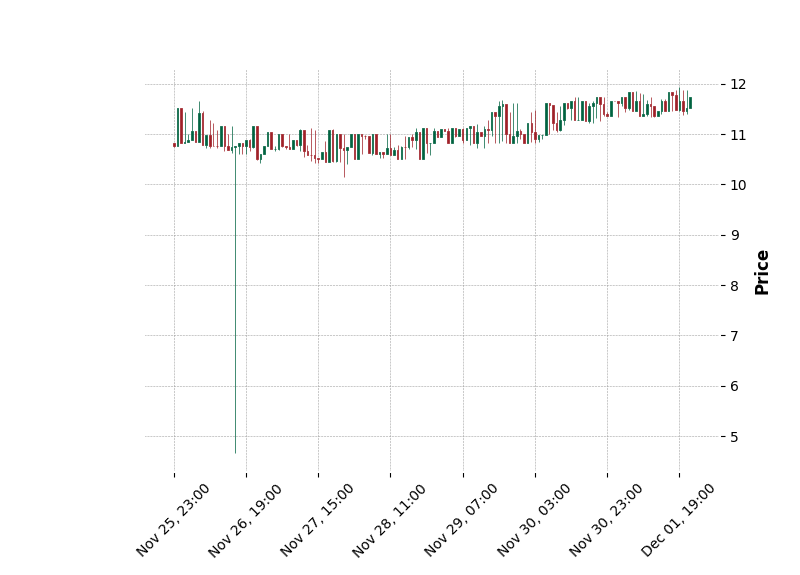 12
11
10
9
8
7
6
5
Price
Nov 25, 23:00
Nov 26, 19:00
Nov 27, 15:00
Nov 28, 11:00
Nov 29, 07:00
Nov 30, 03:00
Nov 30, 23:00
Dec 01, 19:00